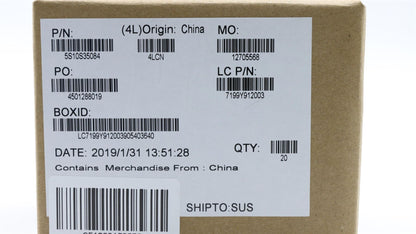 P/N: (4L)Origin: China MO:
5S10S35084 4LCN 12705568
PO: LC P/N:
4501288019 7199Y912003
BOXID:
LC7199Y912003905403640
QTY:
DATE: 2019/1/31 13:51:28 20
Contains Merchandise From : China
SHIPTO:SUS